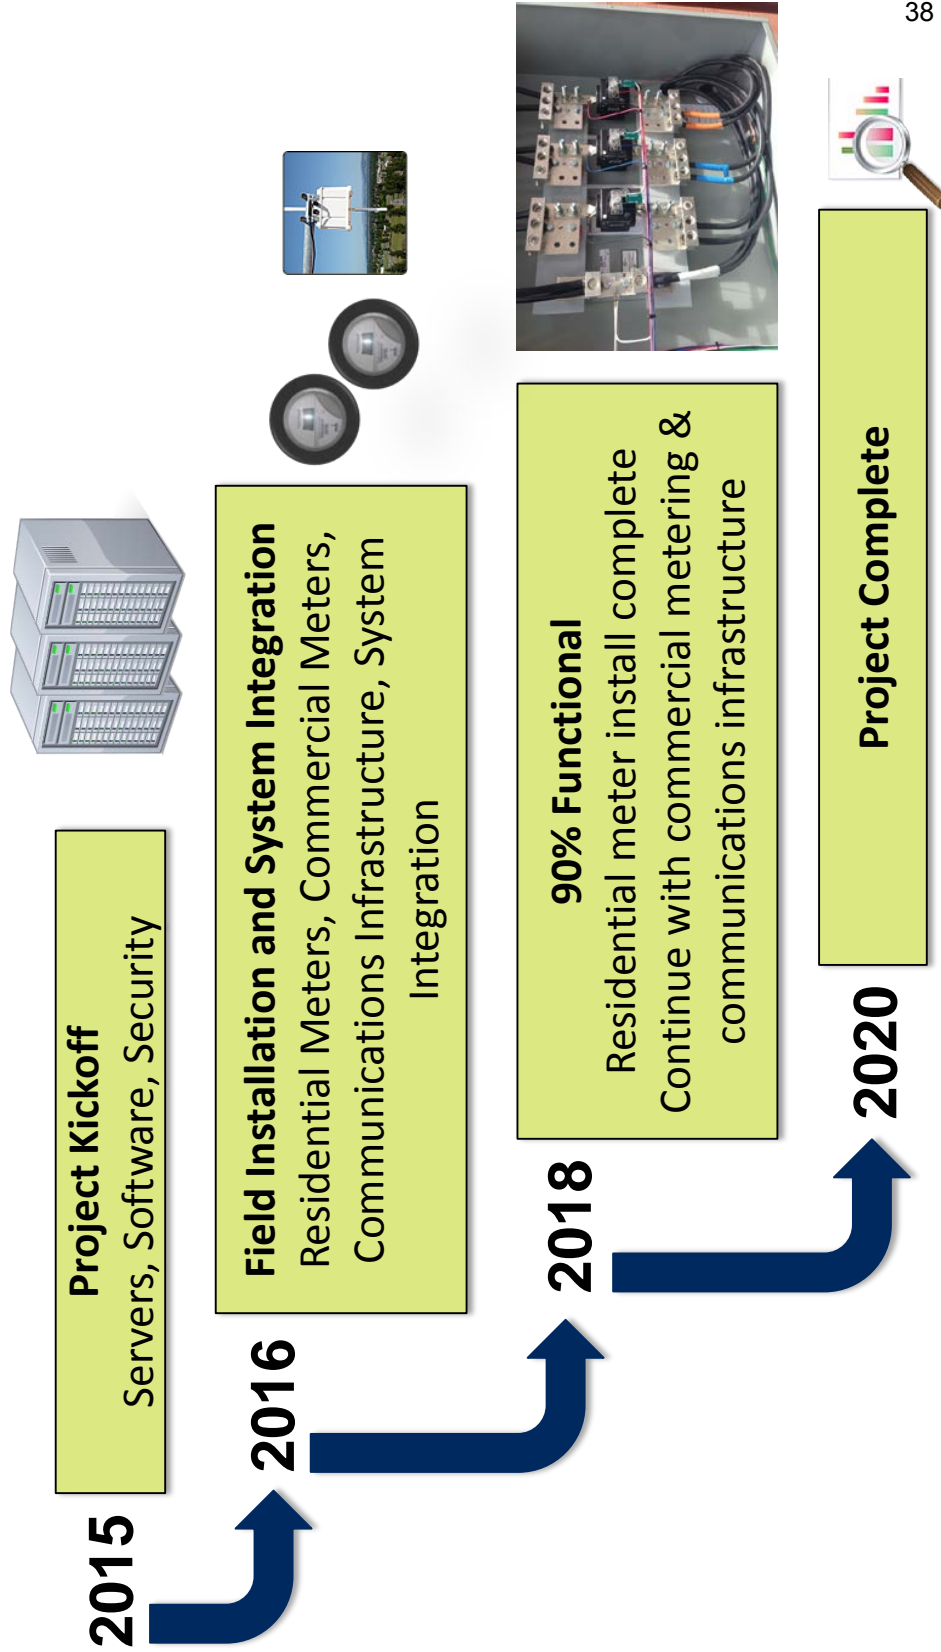 2015
Project Kickoff
Servers, Software, Security
2016
Field Installation and System Integration
Residential Meters, Commercial Meters,
Communications Infrastructure, System
Integration
2018
90% Functional
Residential meter install complete
Continue with commercial metering &
communications infrastructure
2020
Project Complete
38